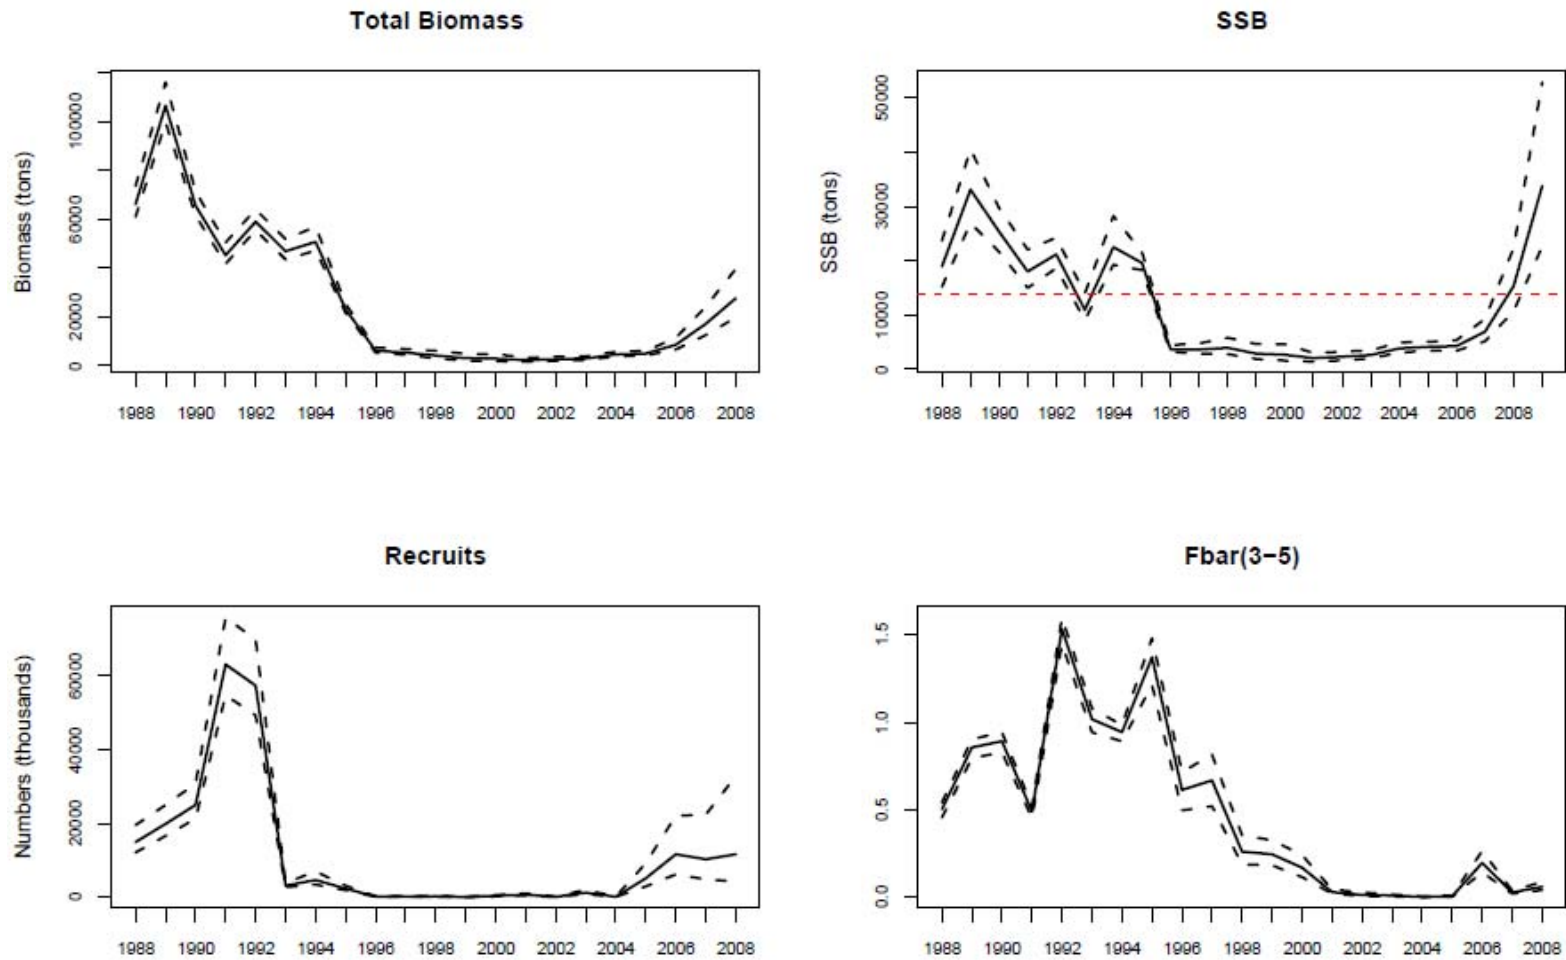 Total Biomass
Biomass (tons)
100000
60000
20000
0
1988 1990 1992 1994 1996 1998 2000 2002 2004 2006 2008
SSB
SSB (tons)
50000
30000
10000
0
1988 1990 1992 1994 1996 1998 2000 2002 2004 2006 2008
Recruits
Numbers (thousands)
60000
40000
20000
0
1988 1990 1992 1994 1996 1998 2000 2002 2004 2006 2008
Fbar(3−5)
1.5
1.0
0.5
0.0
1988 1990 1992 1994 1996 1998 2000 2002 2004 2006 2008